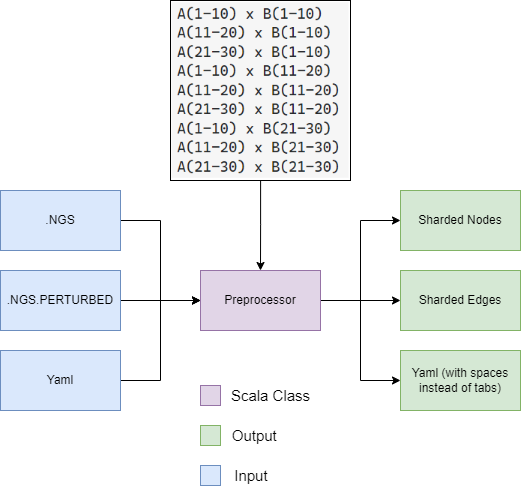 A(1-10) x B(1-10)
A(11-20) x B(1-10)
A(21-30) x B(1-10)
A(1-10) x B(11-20)
A(11-20) x B(11-20)
A(21-30) x B(11-20)
A(1-10) x B(21-30)
A(11-20) x B(21-30)
A(21-30) x B(21-30)
.NGS
.NGS.PERTURBED
Yaml
Preprocessor
Sharded Nodes
Sharded Edges
Yaml (with spaces
instead of tabs)
Scala Class
Output
Input